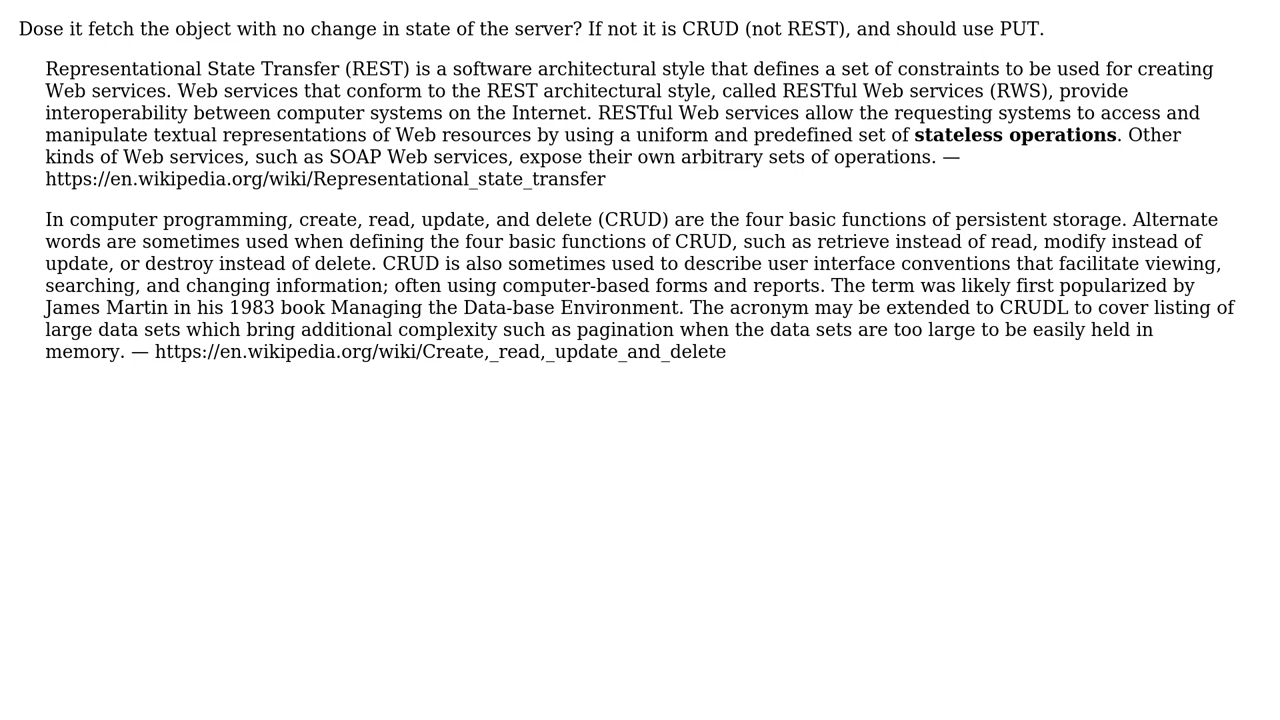 Dose it fetch the object with no change in state of the server? If not it is CRUD (not REST), and should use PUT.
Representational State Transfer (REST) is a software architectural style that defines a set of constraints to be used for creating
Web services. Web services that conform to the REST architectural style, called RESTful Web services (RWS), provide
interoperability between computer systems on the Internet. RESTful Web services allow the requesting systems to access and
manipulate textual representations of Web resources by using a uniform and predefined set of stateless operations. Other
kinds of Web services, such as SOAP Web services, expose their own arbitrary sets of operations. —
https://en.wikipedia.org/wiki/Representational_state_transfer
In computer programming, create, read, update, and delete (CRUD) are the four basic functions of persistent storage. Alternate
words are sometimes used when defining the four basic functions of CRUD, such as retrieve instead of read, modify instead of
update, or destroy instead of delete. CRUD is also sometimes used to describe user interface conventions that facilitate viewing,
searching, and changing information; often using computer-based forms and reports. The term was likely first popularized by
James Martin in his 1983 book Managing the Data-base Environment. The acronym may be extended to CRUDL to cover listing of
large data sets which bring additional complexity such as pagination when the data sets are too large to be easily held in
memory. — https://en.wikipedia.org/wiki/Create,_read,_update_and_delete